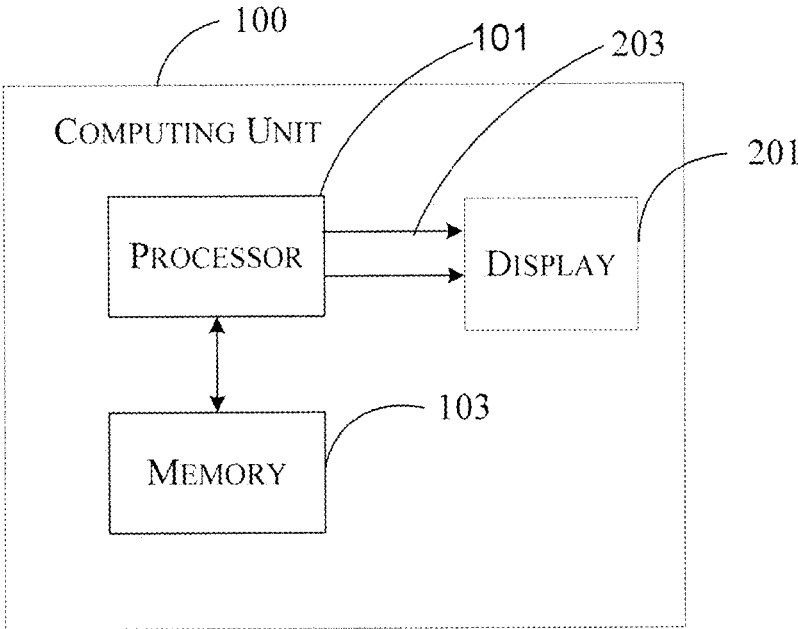 100
101
203
COMPUTING UNIT
201
PROCESSOR
DISPLAY
103
MEMORY